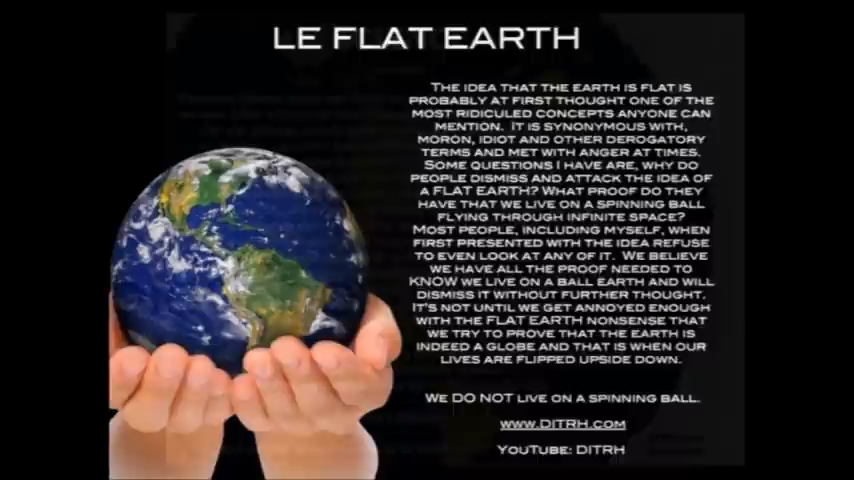 LE FLAT EARTH
THE IDEA THAT THE EARTH IS FLAT IS
PROBABLY AT FIRST THOUGHT ONE OF THE
MOST RIDICULED CONCEPTS ANYONE CAN
MENTION. IT IS SYNONYMOUS WITH,
MORON, IDIOT AND OTHER DEROGATORY
TERMS AND MET WITH ANGER AT TIMES.
SOME QUESTIONS I HAVE ARE, WHY DO
PEOPLE DISMISS AND ATTACK THE IDEA OF
A FLAT EARTH? WHAT PROOF DO THEY
HAVE THAT WE LIVE ON A SPINNING BALL
FLYING THROUGH INFINITE SPACE?
MOST PEOPLE, INCLUDING MYSELF, WHEN
FIRST PRESENTED WITH THE IDEA REFUSE
TO EVEN LOOK AT ANY OF IT. WE BELIEVE
WE HAVE ALL THE PROOF NEEDED TO
KNOW WE LIVE ON A BALL EARTH AND WILL
DISMISS IT WITHOUT FURTHER THOUGHT.
IT'S NOT UNTIL WE GET ANNOYED ENOUGH
WITH THE FLAT EARTH NONSENSE THAT
WE TRY TO PROVE THAT THE EARTH IS
INDEED A GLOBE AND THAT IS WHEN OUR
LIVES ARE FLIPPED UPSIDE DOWN.
WE DO NOT LIVE ON A SPINNING BALL.
WWW.DITRH.COM
YOUTUBE: DITRH